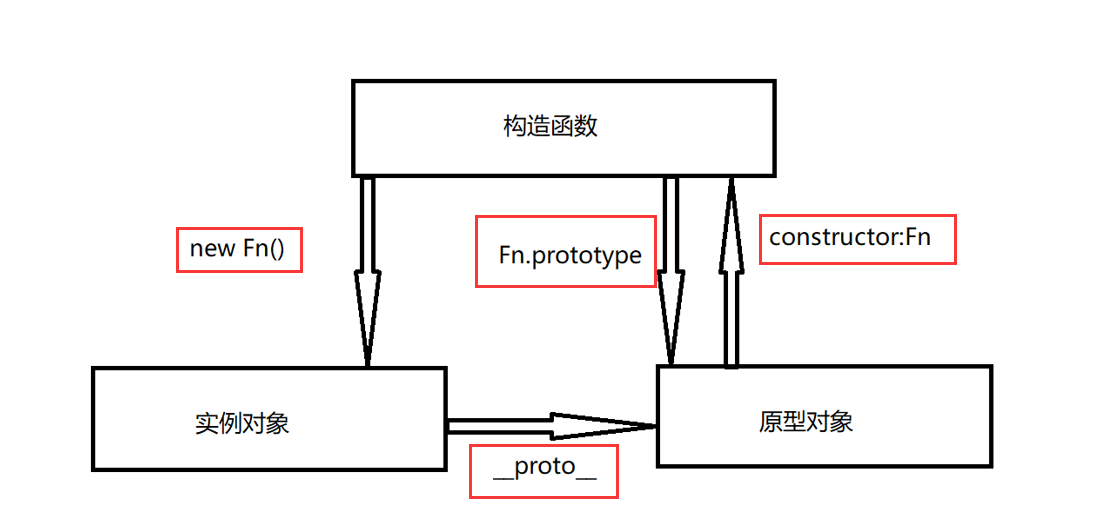 构造函数
new Fn()
Fn.prototype
constructor:Fn
实例对象
原型对象
__proto__